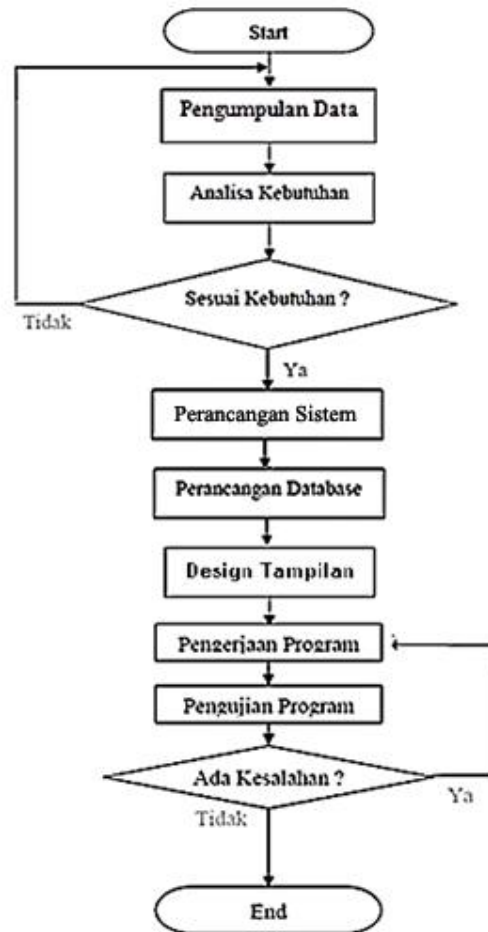 Start
Pengumpulan Data
Analisa Kebutuhan
Sesuai Kebutuhan ?
Tidak
Ya
Perancangan Sistem
Perancangan Database
Design Tampilan
Pengerjaan Program
Pengujian Program
Ada Kesalahan ?
Ya
Tidak
End